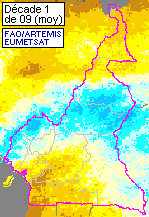 Décade 1
de 09 (moy)
FAO/ARTEMIS
EUMETSAT